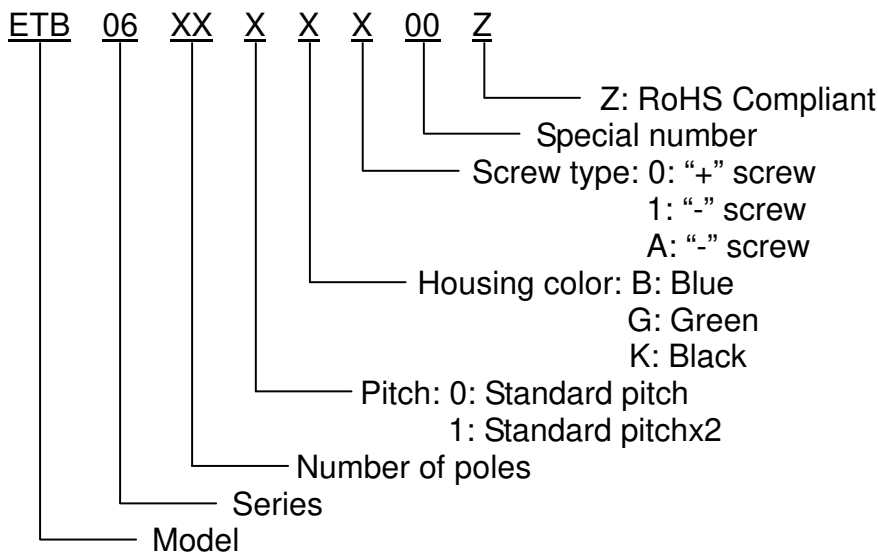 ETB 06 XX X X X 00 Z
Z: RoHS Compliant
Special number
Screw type: 0: “+” screw
1: “-” screw
A: “-” screw
Housing color: B: Blue
G: Green
K: Black
Pitch: 0: Standard pitch
1: Standard pitchx2
Number of poles
Series
Model